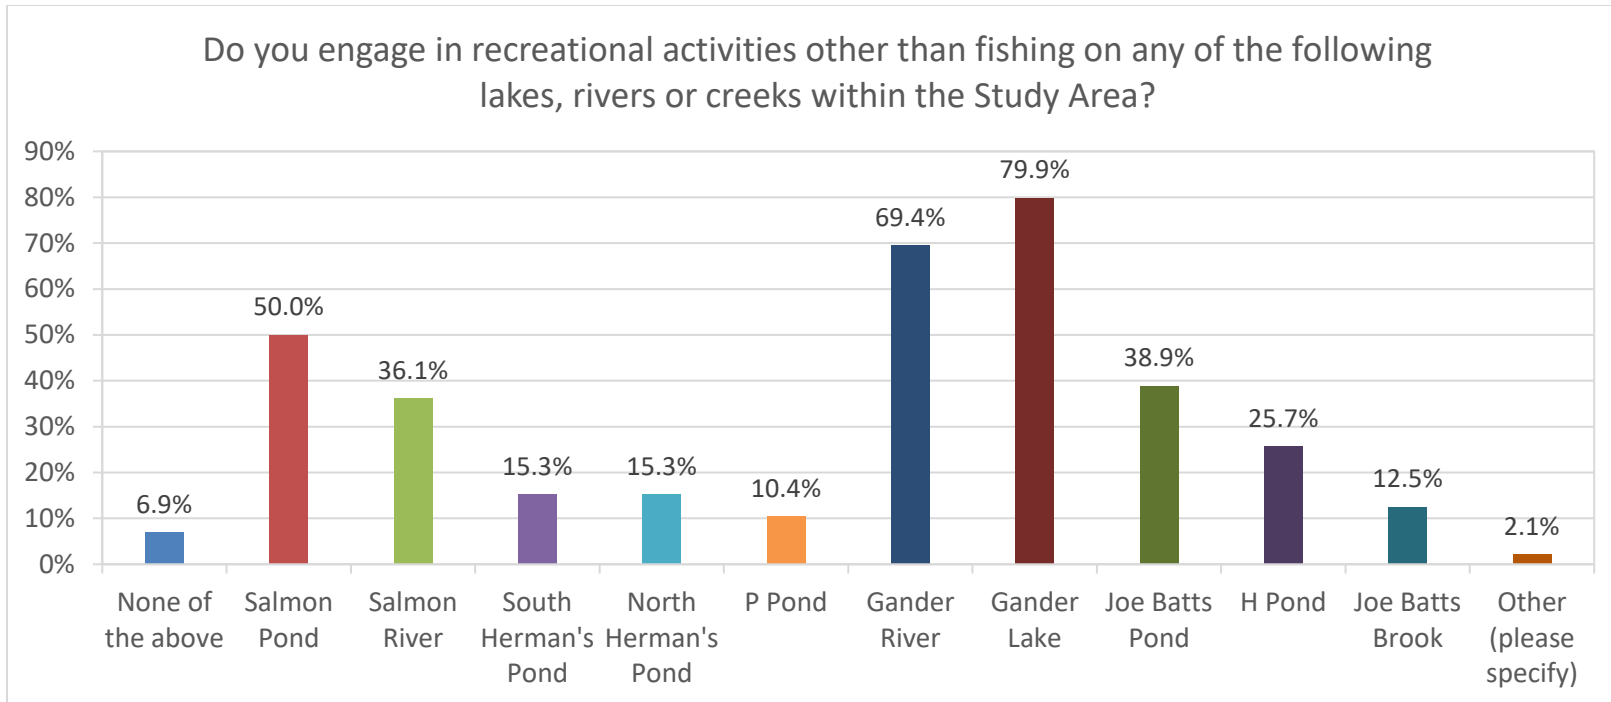 Do you engage in recreational activities other than fishing on any of the following
lakes, rivers or creeks within the Study Area?
90%
80%
70%
60%
50%
40%
30%
20%
10%
0%
6.9%
50.0%
36.1%
15.3%
15.3%
10.4%
69.4%
79.9%
38.9%
25.7%
12.5%
2.1%
None of
the above
Salmon
Pond
Salmon
River
South
Herman's
Pond
North
Herman's
Pond
P Pond
Gander
River
Gander
Lake
Joe Batts
Pond
H Pond
Joe Batts
Brook
Other
(please
specify)